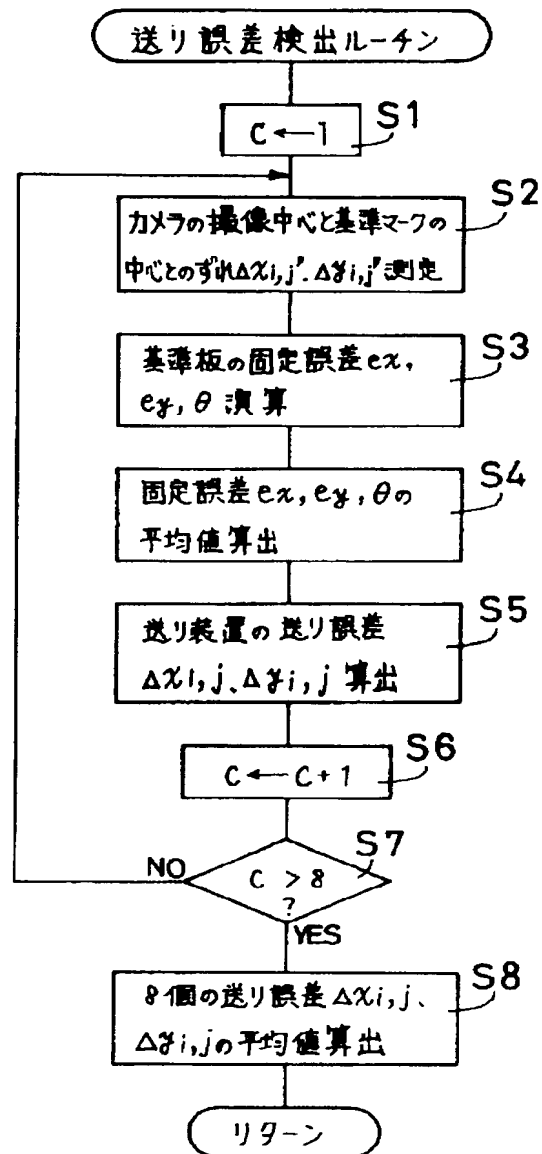 送り誤差検出ルーチン
S1
C←1
S2
カメラの撮像中心と基準マークの
中心とのずれΔxi,j'、Δyi,j'測定
S3
基準板の固定誤差ex,
ey,θ 演算
S4
固定誤差ex,ey,θの
平均値算出
S5
送り装置の送り誤差
Δxi,j、Δyi,j 算出
S6
C←C+1
S7
NO
C>8
?
YES
S8
8個の送り誤差Δxi,j、
Δyi,jの平均値算出
リターン